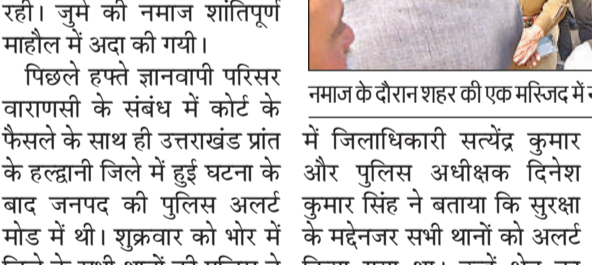 रही। जुमे की नमाज शांतिपूर्ण
माहौल में अदा की गयी।
पिछले हफ्ते ज्ञानवापी परिसर
वाराणसी के संबंध में कोर्ट के
फैसले के साथ ही उत्तराखंड प्रांत
के हल्द्वानी जिले में हुई घटना के
बाद जनपद की पुलिस अलर्ट
मोड में थी। शुक्रवार को भोर में
नमाज के दौरान शहर की एक मस्जिद में
में जिलाधिकारी सत्येंद्र कुमार
और पुलिस अधीक्षक दिनेश
कुमार सिंह ने बताया कि सुरक्षा
के मद्देनजर सभी थानों को अलर्ट